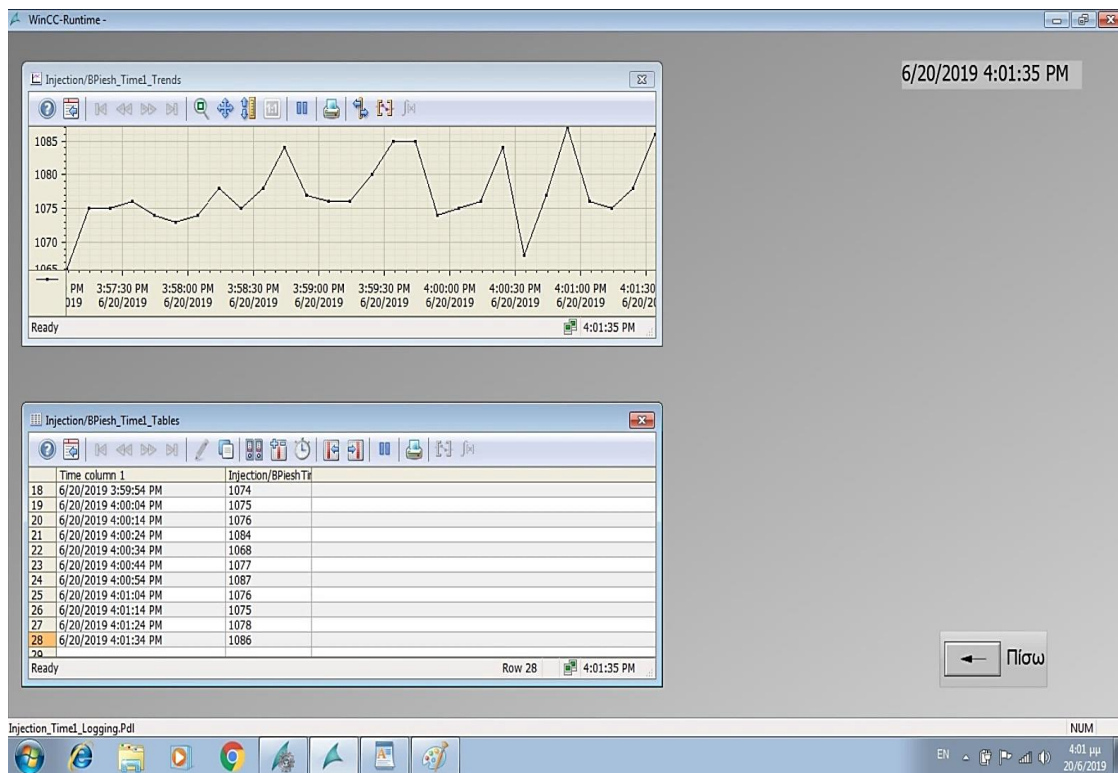 WinCC-Runtime -
6/20/2019 4:01:35 PM
Injection/BPiesh_Time1_Trends
1085
1080
1075
1070
1065
PM 3:57:30 PM 3:58:00 PM 3:58:30 PM 3:59:00 PM 3:59:30 PM 4:00:00 PM 4:00:30 PM 4:01:00 PM 4:01:30
019 6/20/2019 6/20/2019 6/20/2019 6/20/2019 6/20/2019 6/20/2019 6/20/2019 6/20/2019 6/20/20
Ready 4:01:35 PM
Injection/BPiesh_Time1_Tables
Time column 1 Injection/BPieshTir
18 6/20/2019 3:59:54 PM 1074
19 6/20/2019 4:00:04 PM 1075
20 6/20/2019 4:00:14 PM 1076
21 6/20/2019 4:00:24 PM 1084
22 6/20/2019 4:00:34 PM 1068
23 6/20/2019 4:00:44 PM 1077
24 6/20/2019 4:00:54 PM 1087
25 6/20/2019 4:01:04 PM 1076
26 6/20/2019 4:01:14 PM 1075
27 6/20/2019 4:01:24 PM 1078
28 6/20/2019 4:01:34 PM 1086
29
Ready Row 28 4:01:35 PM
Πίσω
Injection_Time1_Logging.Pdl NUM
EN 4:01 μμ
20/6/2019